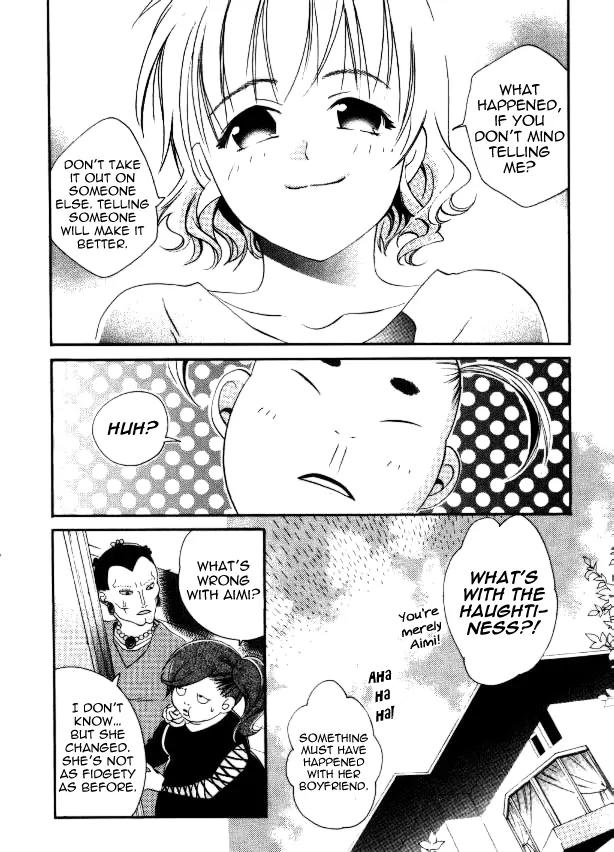 WHAT
HAPPENED,
IF YOU
DON'T MIND
TELLING
ME?
DON'T TAKE
IT OUT ON
SOMEONE
ELSE. TELLING
SOMEONE
WILL MAKE IT
BETTER.
HUH?
WHAT'S
WITH THE
HAUGHTI-
NESS?!
You're
merely
Aimi!
AHa
Ha
Ha!
SOMETHING
MUST HAVE
HAPPENED
WITH HER
BOYFRIEND.
WHAT'S
WRONG
WITH AIMI?
I DON'T
KNOW...
BUT SHE
CHANGED.
SHE'S NOT
AS FIDGETY
AS BEFORE.